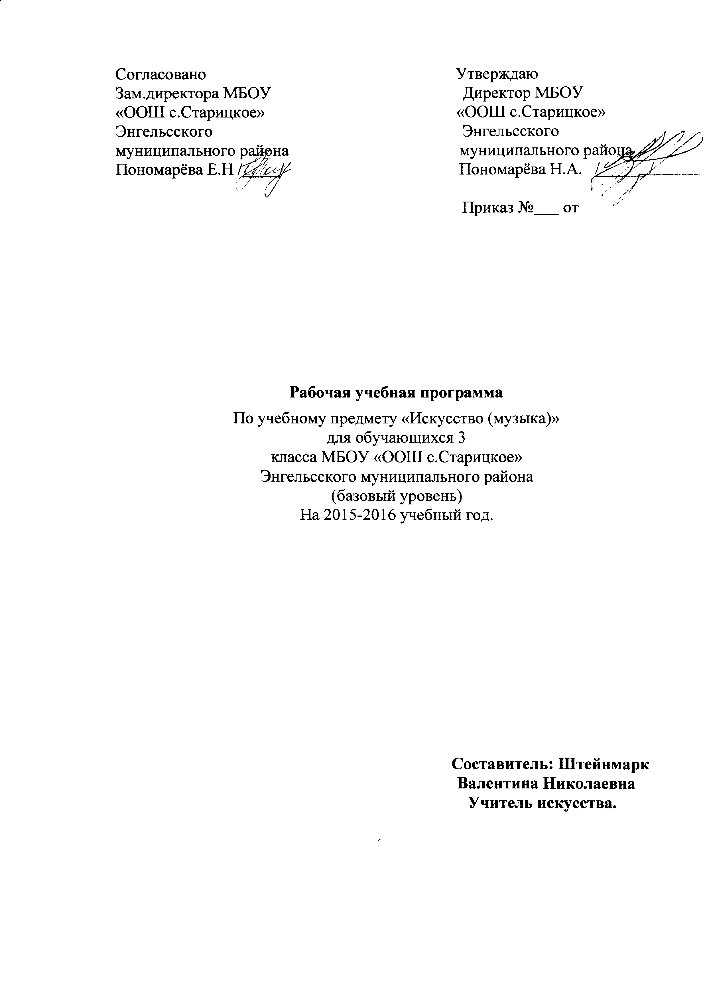 Согласовано
Зам.директора МБОУ
«ООШ с.Старицкое»
Энгельсского
муниципального района
Пономарёва Е.Н
Утверждаю
Директор МБОУ
«ООШ с.Старицкое»
Энгельсского
муниципального района
Пономарёва Н.А.
Приказ №___ от
Рабочая учебная программа
По учебному предмету «Искусство (музыка)»
для обучающихся 3
класса МБОУ «ООШ с.Старицкое»
Энгельсского муниципального района
(базовый уровень)
На 2015-2016 учебный год.
Составитель: Штейнмарк
Валентина Николаевна
Учитель искусства.